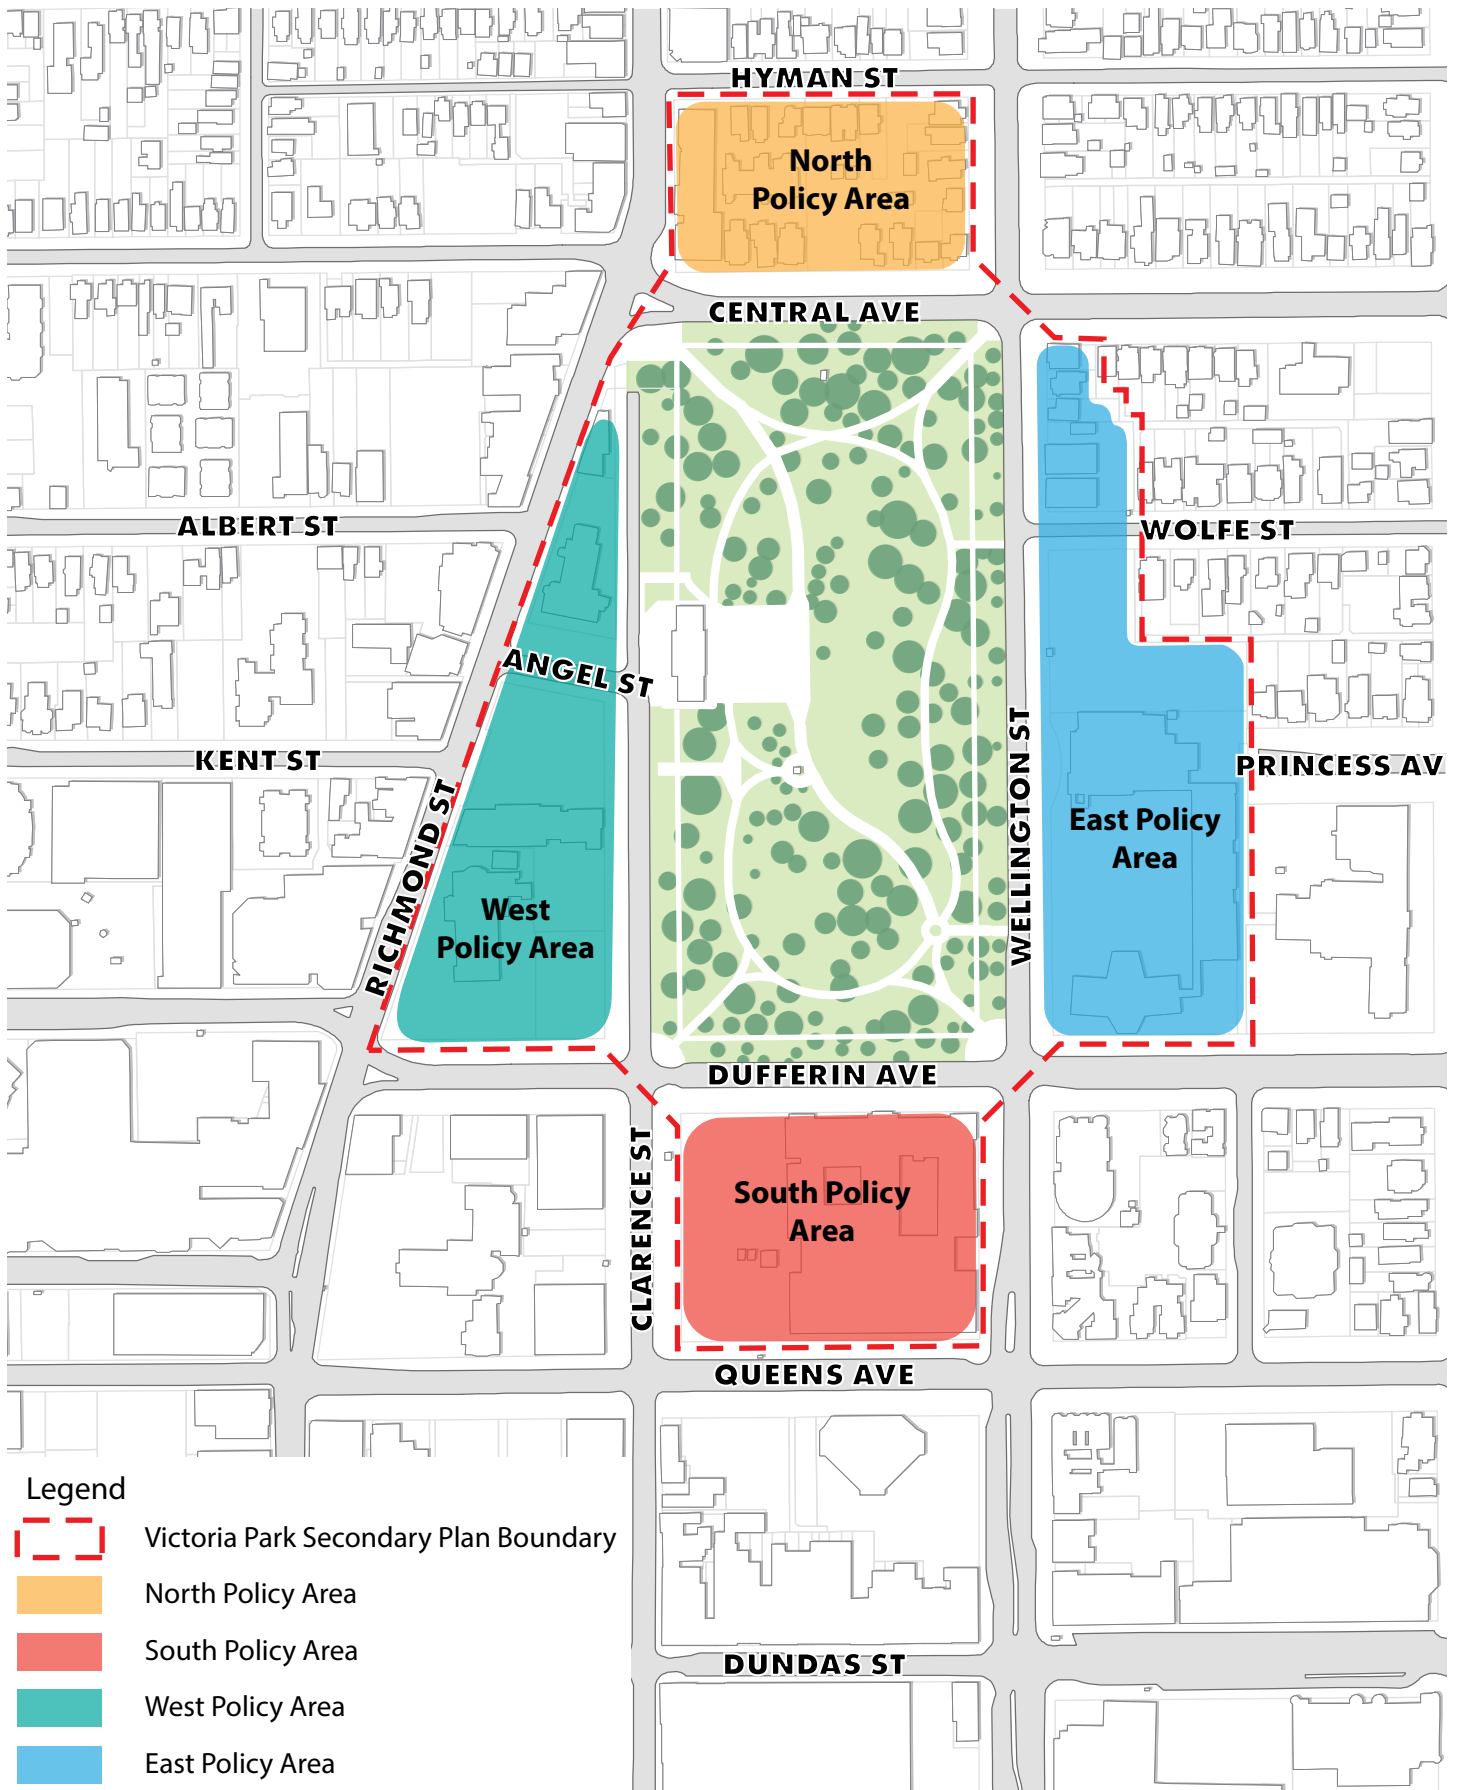 HYMAN ST
North
Policy Area
CENTRAL AVE
ALBERT ST
WOLFE ST
ANGEL ST
KENT ST
PRINCESS AV
RICHMOND ST
WELLINGTON ST
East Policy
Area
West
Policy Area
DUFFERIN AVE
CLARENCE ST
South Policy
Area
QUEENS AVE
DUNDAS ST
Legend
Victoria Park Secondary Plan Boundary
North Policy Area
South Policy Area
West Policy Area
East Policy Area